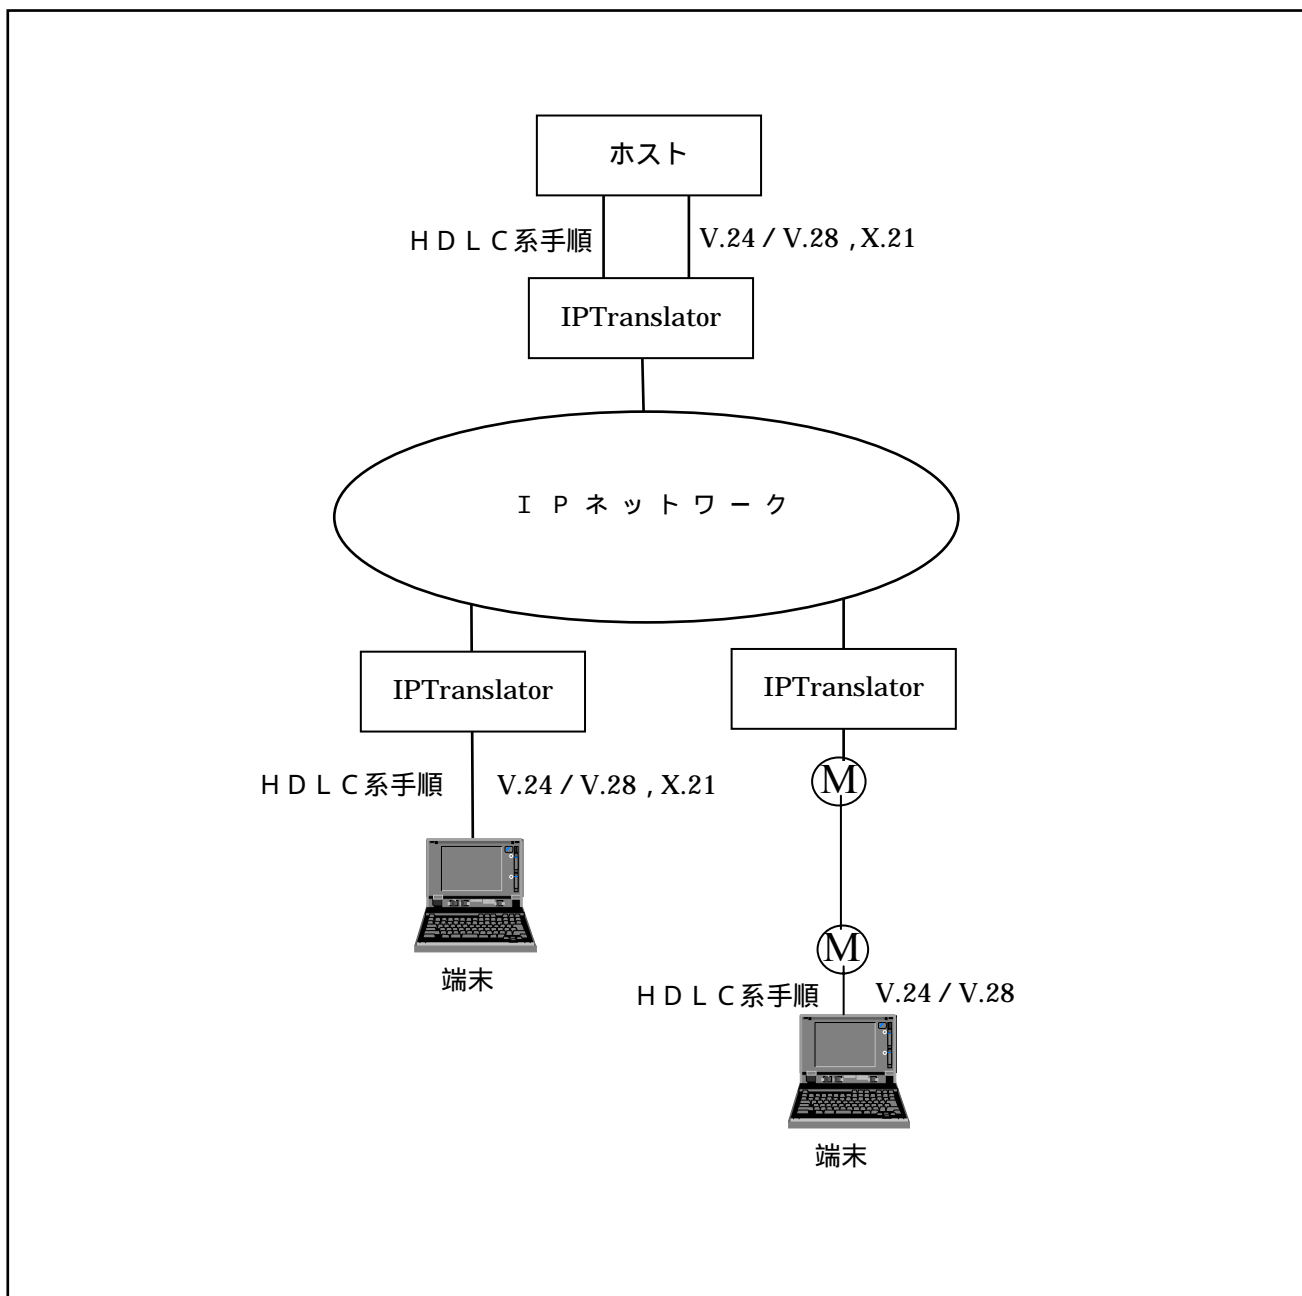 ホスト
ＨＤＬＣ系手順
V.24 / V.28 , X.21
IPTranslator
ＩＰネットワーク
IPTranslator
IPTranslator
ＨＤＬＣ系手順
V.24 / V.28 , X.21
M
M
端末
ＨＤＬＣ系手順
V.24 / V.28
端末